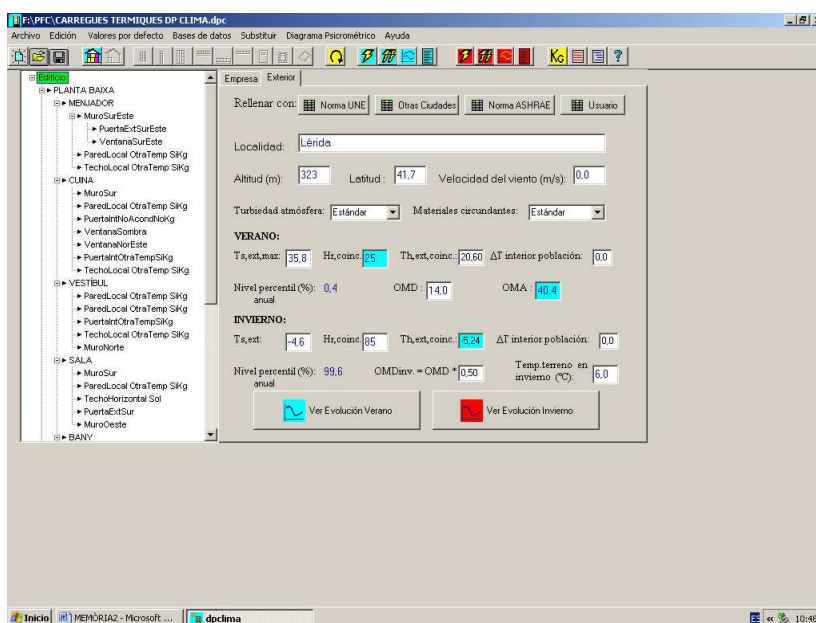 F:\PFC\CARREGUES TERMIQUES DP CLIMA.dpc
Archivo Edición Valores por defecto Bases de datos Substituir Diagrama Psicrométrico Ayuda
KG ?
Edificio
PLANTA BAIXA
MENJADOR
MuroSurEste
PuertaExtSurEste
VentanaSurEste
ParedLocal OtraTemp SiKg
TechoLocal OtraTemp SiKg
CUINA
MuroSur
ParedLocal OtraTemp SiKg
PuertaIntNoAcondNoKg
VentanaSombra
VentanaNorEste
PuertaIntOtraTempSiKg
TechoLocal OtraTemp SiKg
VESTÍBUL
ParedLocal OtraTemp SiKg
ParedLocal OtraTemp SiKg
PuertaIntOtraTempSiKg
TechoLocal OtraTemp SiKg
MuroNorte
SALA
MuroSur
ParedLocal OtraTemp SiKg
TechoHorizontal Sol
PuertaExtSur
MuroOeste
BANY
Empresa Exterior
Rellenar con: Norma UNE Otras Ciudades Norma ASHRAE Usuario
Localidad: Lérida
Altitud (m): 323 Latitud : 41,7 Velocidad del viento (m/s): 0,0
Turbiedad atmósfera: Estándar Materiales circundantes: Estándar
VERANO:
Ts,ext,max: 35,8 Hr,coinc. 25 Th,ext,coinc.: 20,60 ΔT interior población: 0,0
Nivel percentil (%): 0,4 OMD : 14,0 OMA : 40,4
anual
INVIERNO:
Ts,ext: -4,6 Hr,coinc. 85 Th,ext,coinc.: -5,24 ΔT interior población: 0,0
Nivel percentil (%): 99,6 OMDinv. = OMD * 0,50 Temp.terreno en
anual invierno (ºC): 6,0
Ver Evolución Verano Ver Evolución Invierno
Inicio MEMÒRIA2 - Microsoft ... dpclima ES « 10:48